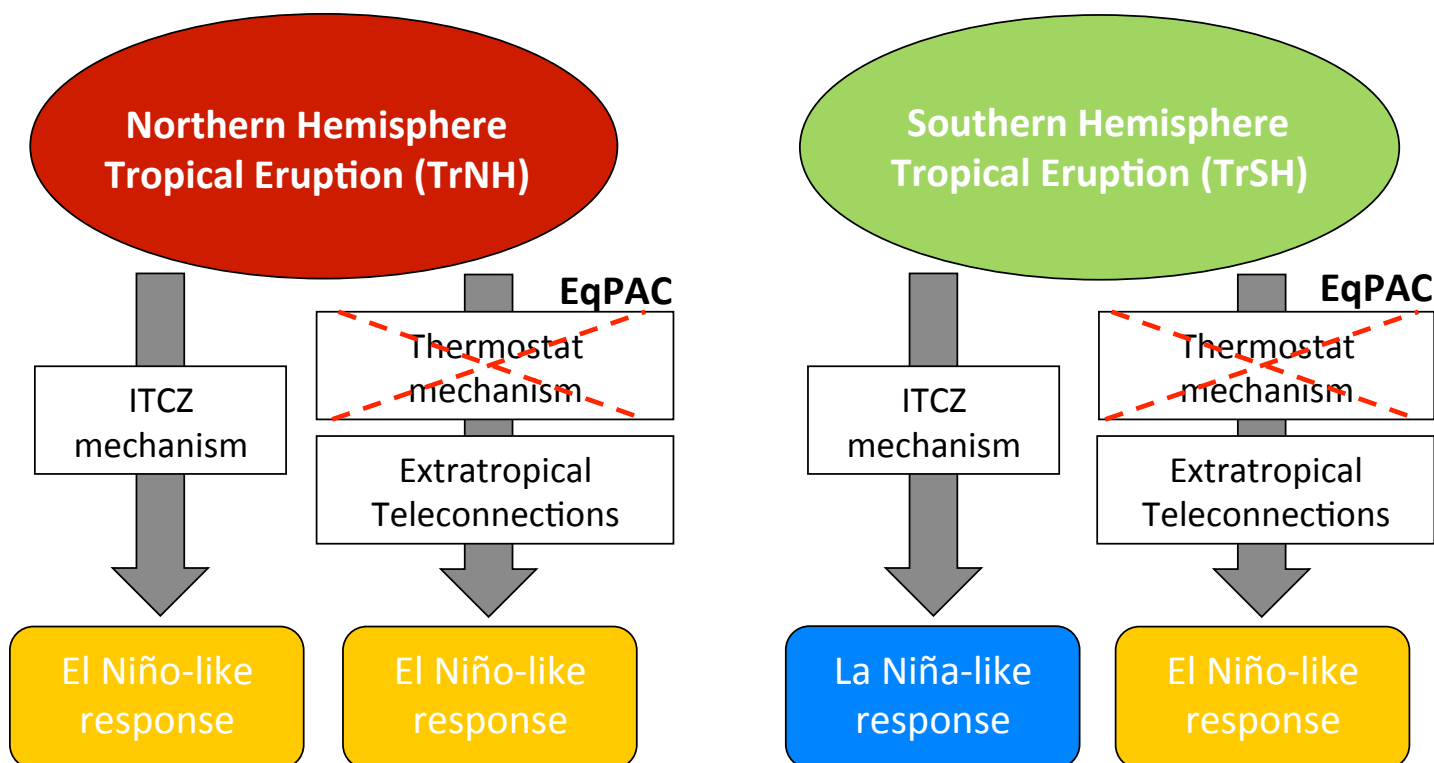 Northern Hemisphere
Tropical Eruption (TrNH)
EqPAC
ITCZ
mechanism
Thermostat
mechanism
Extratropical
Teleconnections
El Niño-like
response
El Niño-like
response
Southern Hemisphere
Tropical Eruption (TrSH)
EqPAC
ITCZ
mechanism
Thermostat
mechanism
Extratropical
Teleconnections
La Niña-like
response
El Niño-like
response